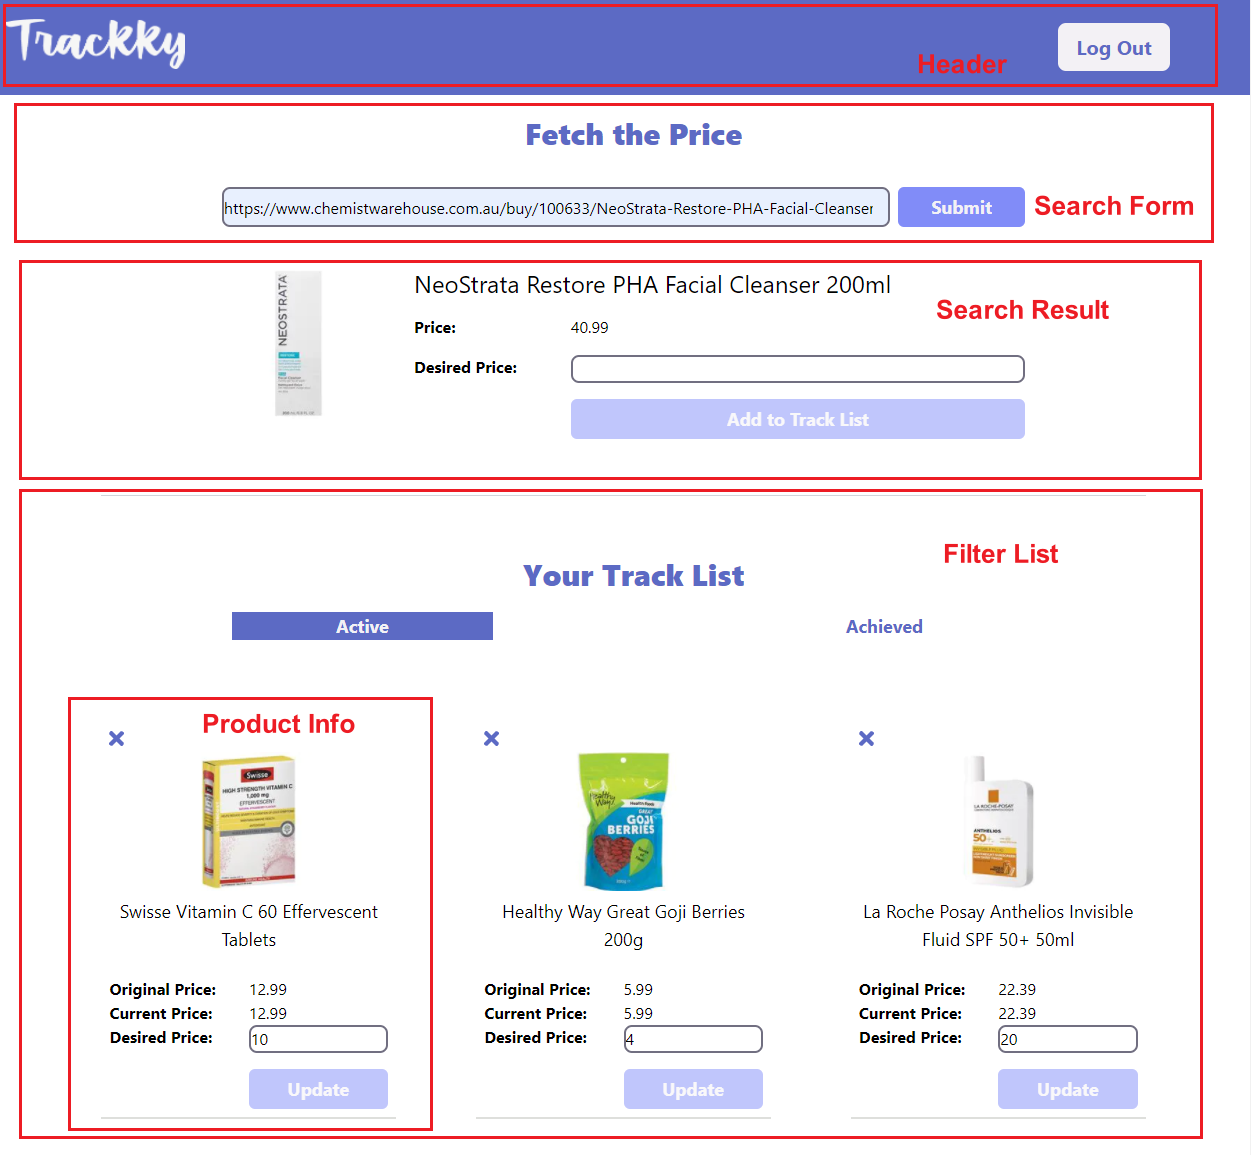 Trackky
Header
Log Out
Fetch the Price
https://www.chemistwarehouse.com.au/buy/100633/NeoStrata-Restore-PHA-Facial-Cleanser
Submit
Search Form
NEOSTRATA
NeoStrata Restore PHA Facial Cleanser 200ml
Search Result
Price:
40.99
Desired Price:
Add to Track List
Filter List
Your Track List
Active
Achieved
Product Info
Swisse
HIGH STRENGTH VITAMIN C
1,000 mg
EFFERVESCENT
Swisse Vitamin C 60 Effervescent
Tablets
Original Price:
12.99
Current Price:
12.99
Desired Price:
10
Update
Healthy
Way!
Health Foods
GREAT
GOJI
BERRIES
Healthy Way Great Goji Berries
200g
Original Price:
5.99
Current Price:
5.99
Desired Price:
4
Update
LA ROCHE-POSAY
ANTHELIOS
50+
La Roche Posay Anthelios Invisible
Fluid SPF 50+ 50ml
Original Price:
22.39
Current Price:
22.39
Desired Price:
20
Update